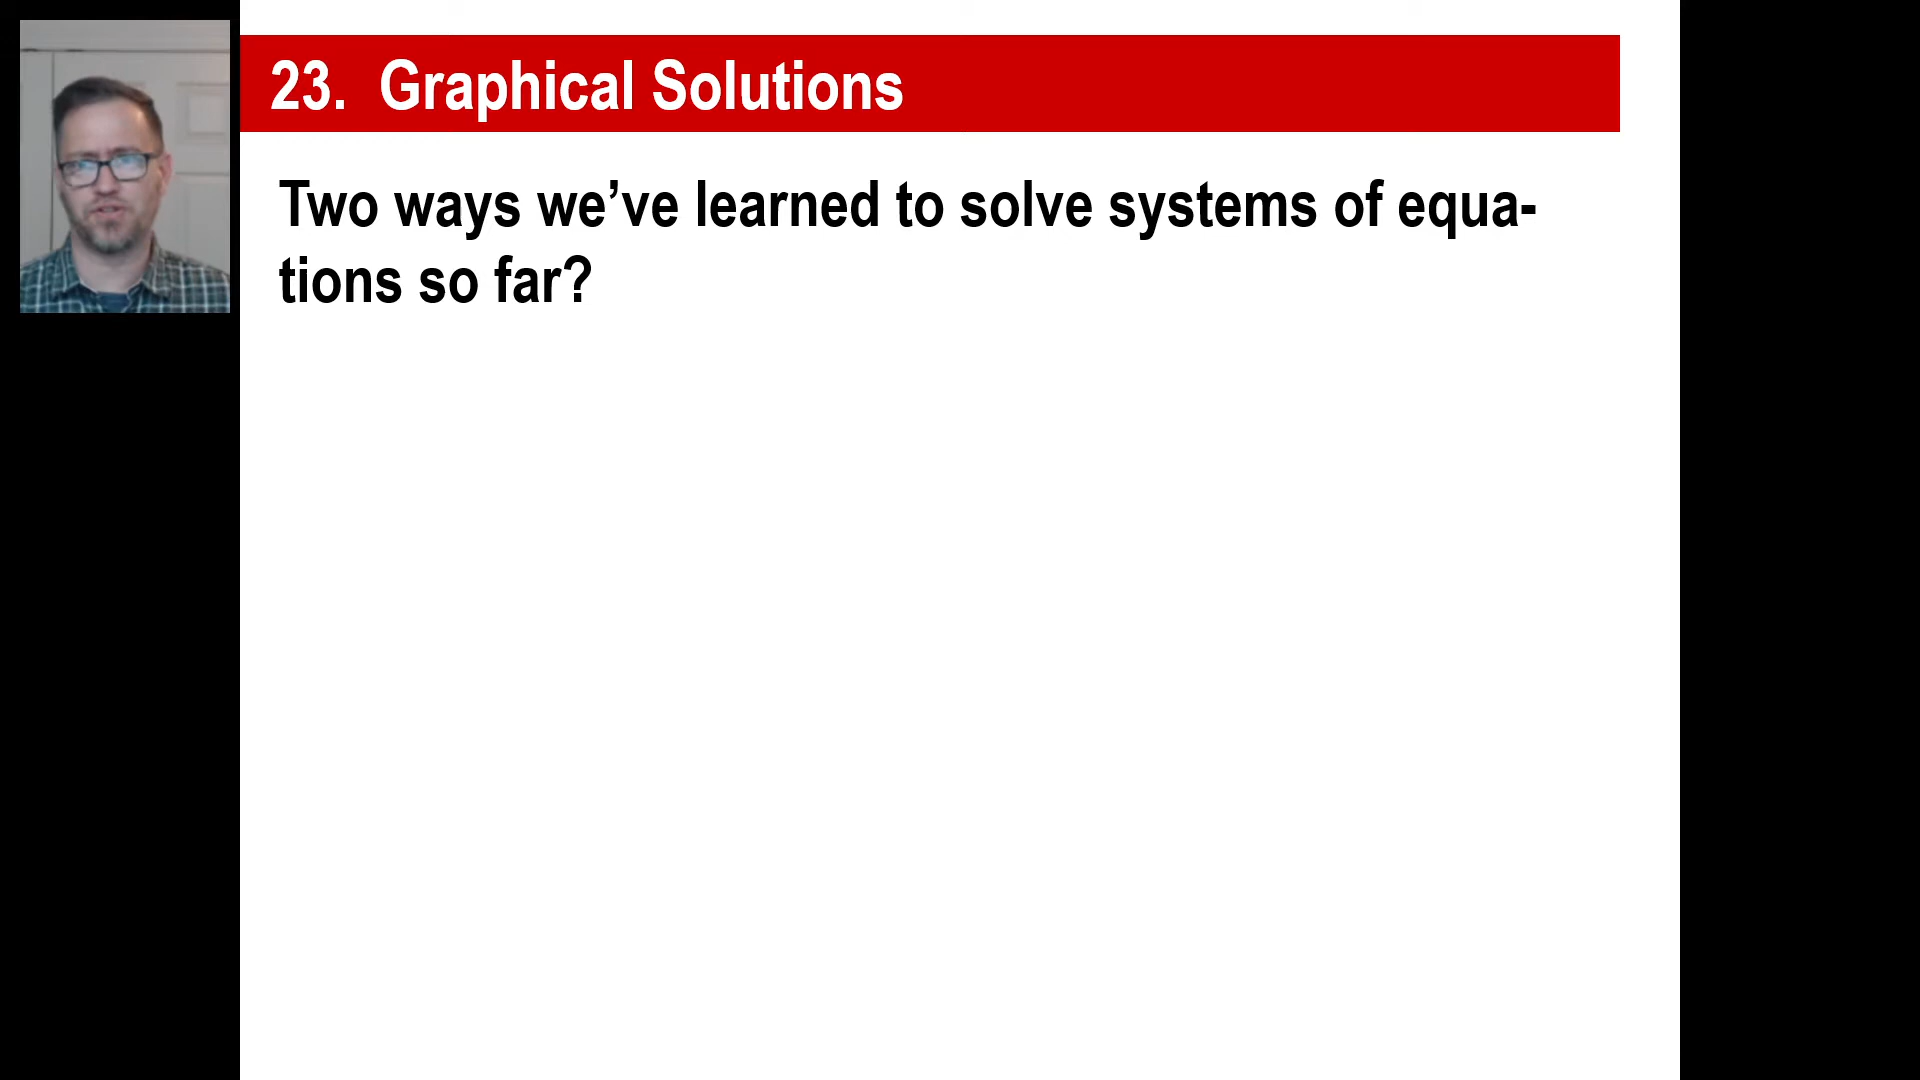 23. Graphical Solutions
Two ways we’ve learned to solve systems of equa-
tions so far?